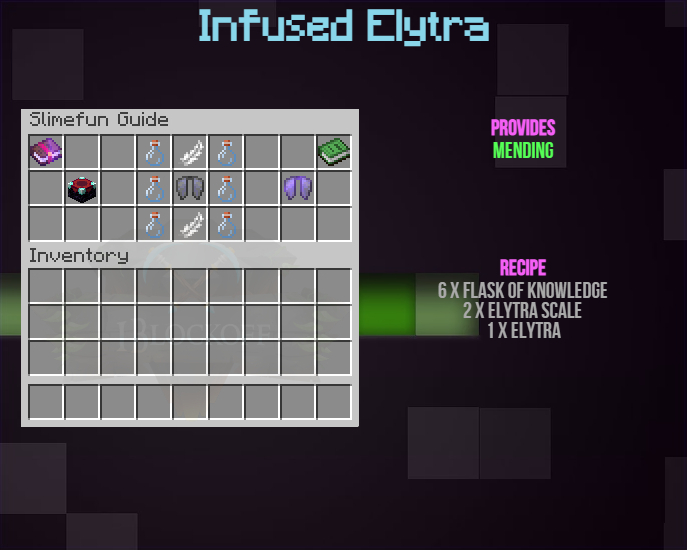 Infused Elytra
Slimefun Guide
PROVIDES
MENDING
Inventory
RECIPE
6 X FLASK OF KNOWLEDGE
2 X ELYTRA SCALE
1 X ELYTRA